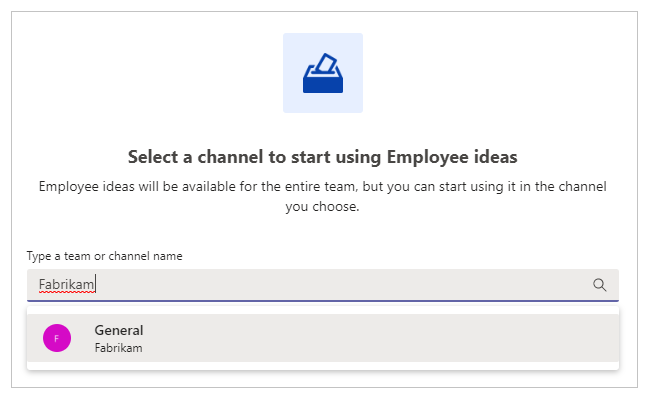 Select a channel to start using Employee ideas
Employee ideas will be available for the entire team, but you can start using it in the channel
you choose.
Type a team or channel name
Fabrikam
F
General
Fabrikam